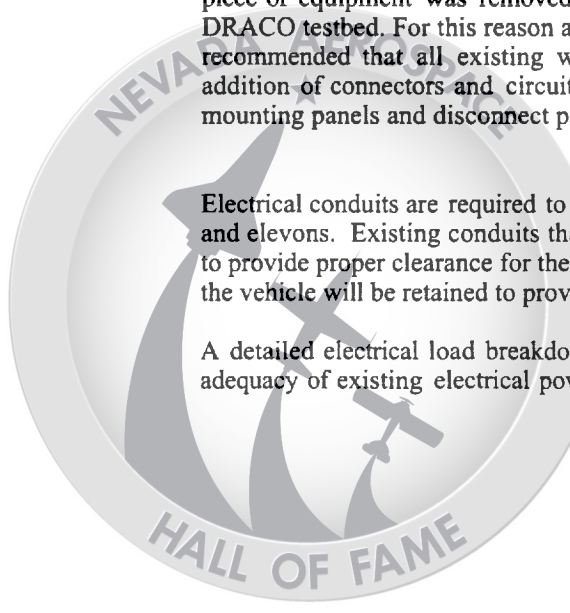 piece of equipment was removed
DRACO testbed. For this reason a
recommended that all existing w
addition of connectors and circuit
mounting panels and disconnect p
Electrical conduits are required to
and elevons. Existing conduits th
to provide proper clearance for the
the vehicle will be retained to prov
A detailed electrical load breakdo
adequacy of existing electrical pov
NEVADA AEROSPACE
HALL OF FAME